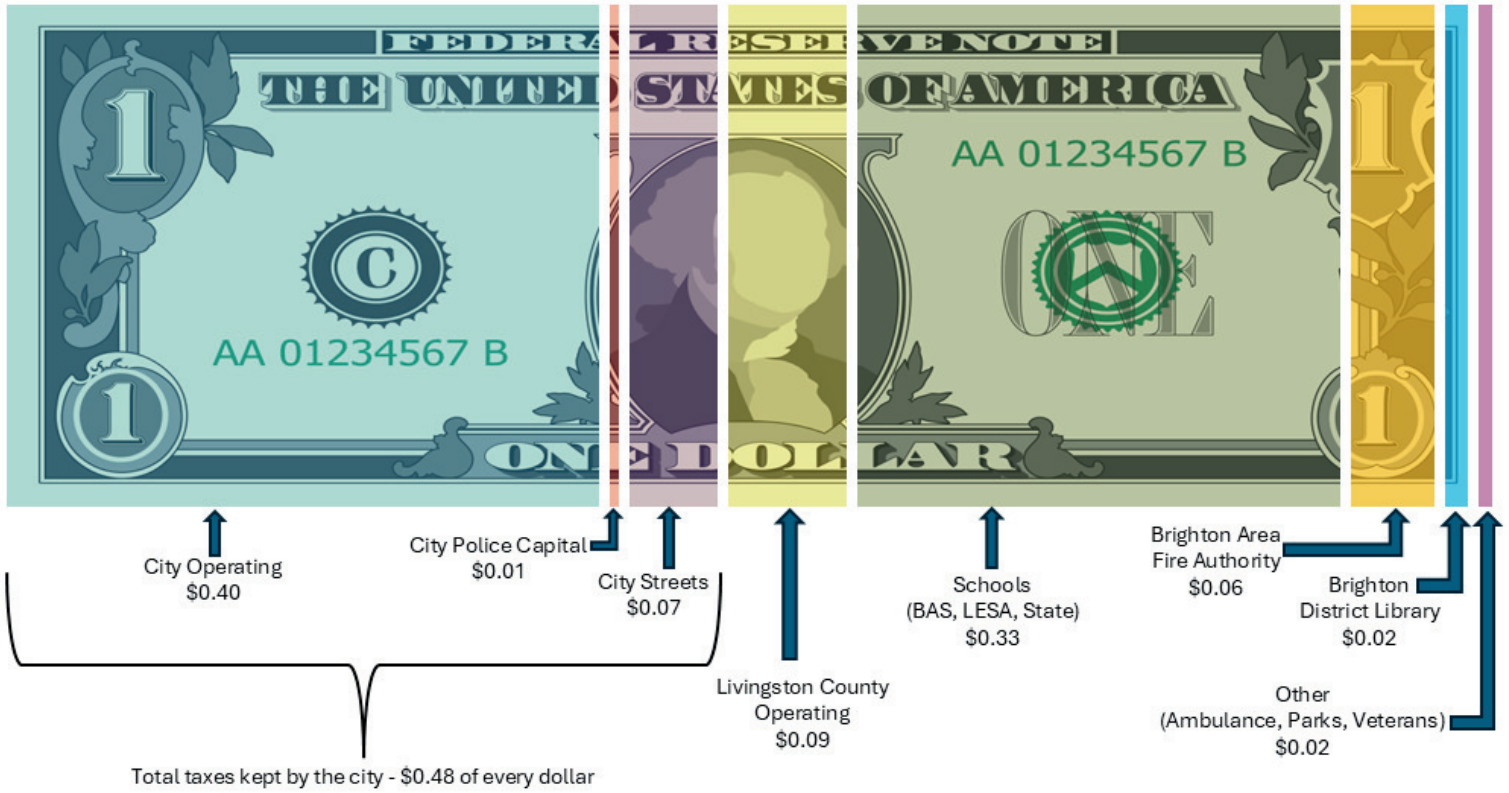 FEDERAL RESERVE NOTE
THE UNITED STATES OF AMERICA
1
1
AA 01234567 B
C
ONE
AA 01234567 B
1
1
ONE DOLLAR
City Operating
$0.40
City Police Capital
$0.01
City Streets
$0.07
Livingston County
Operating
$0.09
Schools
(BAS, LESA, State)
$0.33
Brighton Area
Fire Authority
$0.06
Brighton
District Library
$0.02
Other
(Ambulance, Parks, Veterans)
$0.02
Total taxes kept by the city - $0.48 of every dollar